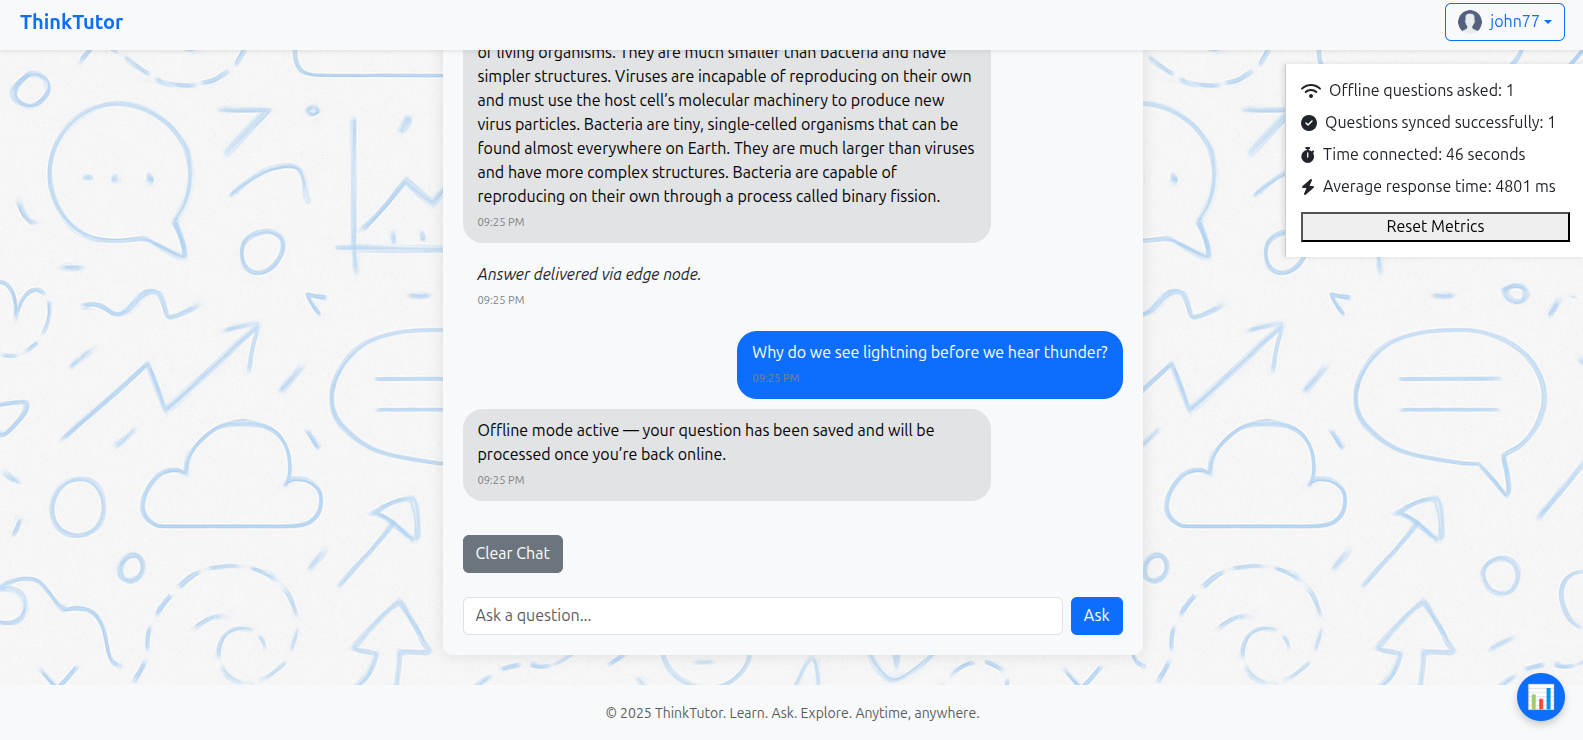 ThinkTutor
john77
of living organisms. They are much smaller than bacteria and have
simpler structures. Viruses are incapable of reproducing on their own
and must use the host cell’s molecular machinery to produce new
virus particles. Bacteria are tiny, single-celled organisms that can be
found almost everywhere on Earth. They are much larger than viruses
and have more complex structures. Bacteria are capable of
reproducing on their own through a process called binary fission.
09:25 PM
Answer delivered via edge node.
09:25 PM
Why do we see lightning before we hear thunder?
09:25 PM
Offline mode active — your question has been saved and will be
processed once you’re back online.
09:25 PM
Clear Chat
Ask a question...
Ask
Offline questions asked: 1
Questions synced successfully: 1
Time connected: 46 seconds
Average response time: 4801 ms
Reset Metrics
© 2025 ThinkTutor. Learn. Ask. Explore. Anytime, anywhere.